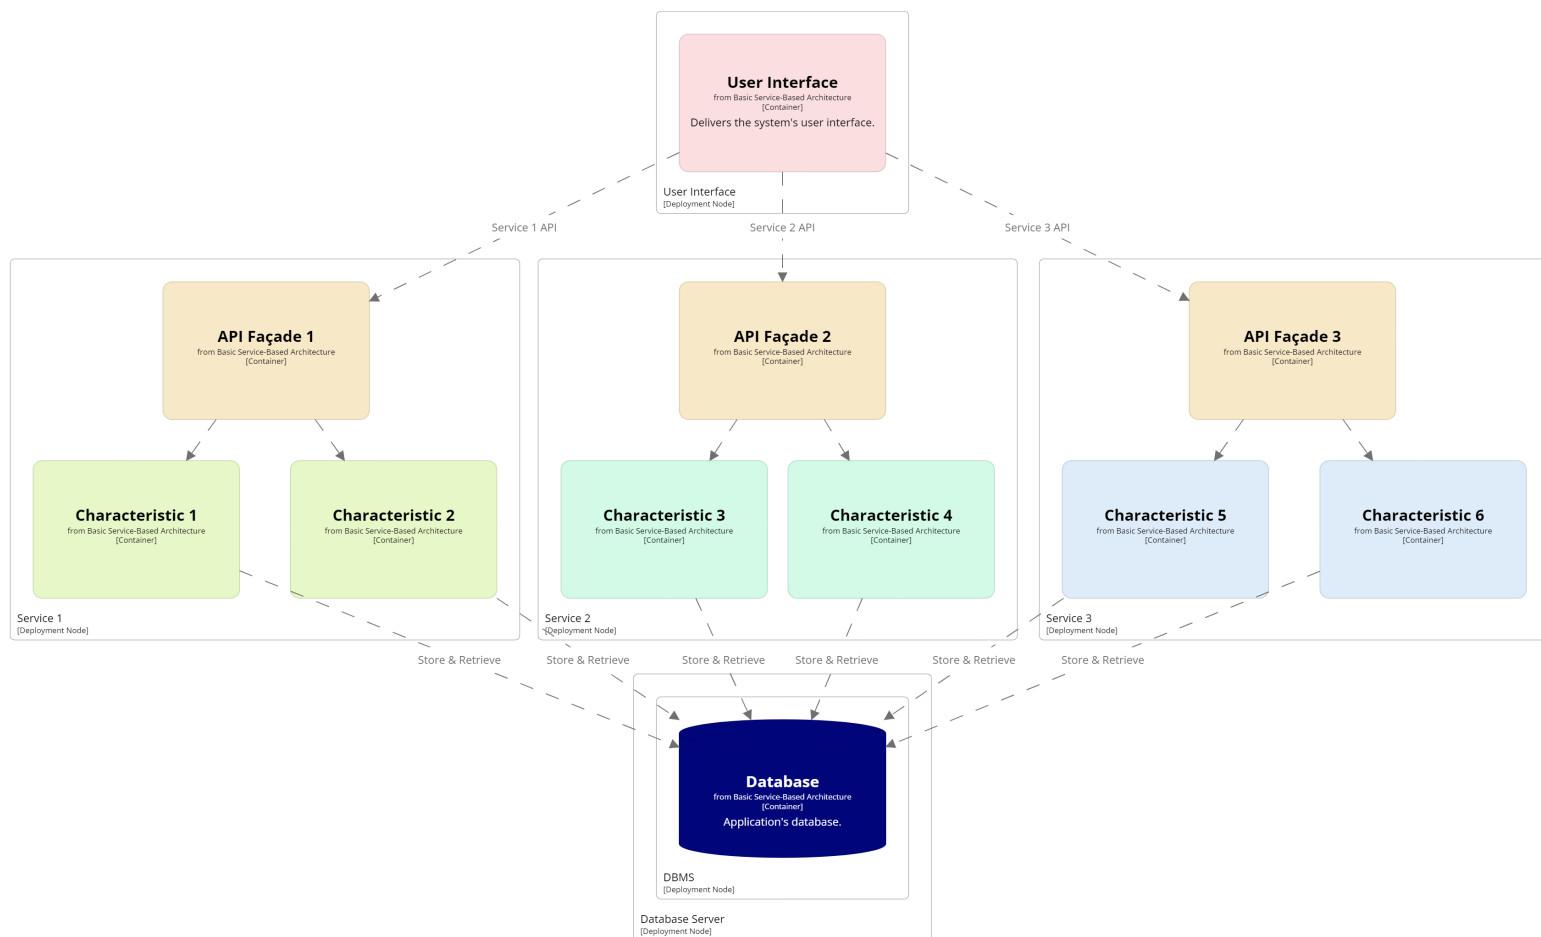 User Interface
from Basic Service-Based Architecture
[Container]
Delivers the system's user interface.
User Interface
[Deployment Node]
Service 1 API
Service 2 API
Service 3 API
API Façade 1
from Basic Service-Based Architecture
[Container]
API Façade 2
from Basic Service-Based Architecture
[Container]
API Façade 3
from Basic Service-Based Architecture
[Container]
Characteristic 1
from Basic Service-Based Architecture
[Container]
Characteristic 2
from Basic Service-Based Architecture
[Container]
Characteristic 3
from Basic Service-Based Architecture
[Container]
Characteristic 4
from Basic Service-Based Architecture
[Container]
Characteristic 5
from Basic Service-Based Architecture
[Container]
Characteristic 6
from Basic Service-Based Architecture
[Container]
Service 1
[Deployment Node]
Service 2
[Deployment Node]
Service 3
[Deployment Node]
Store & Retrieve
Store & Retrieve
Store & Retrieve
Store & Retrieve
Store & Retrieve
Store & Retrieve
Database
from Basic Service-Based Architecture
[Container]
Application's database.
DBMS
[Deployment Node]
Database Server
[Deployment Node]